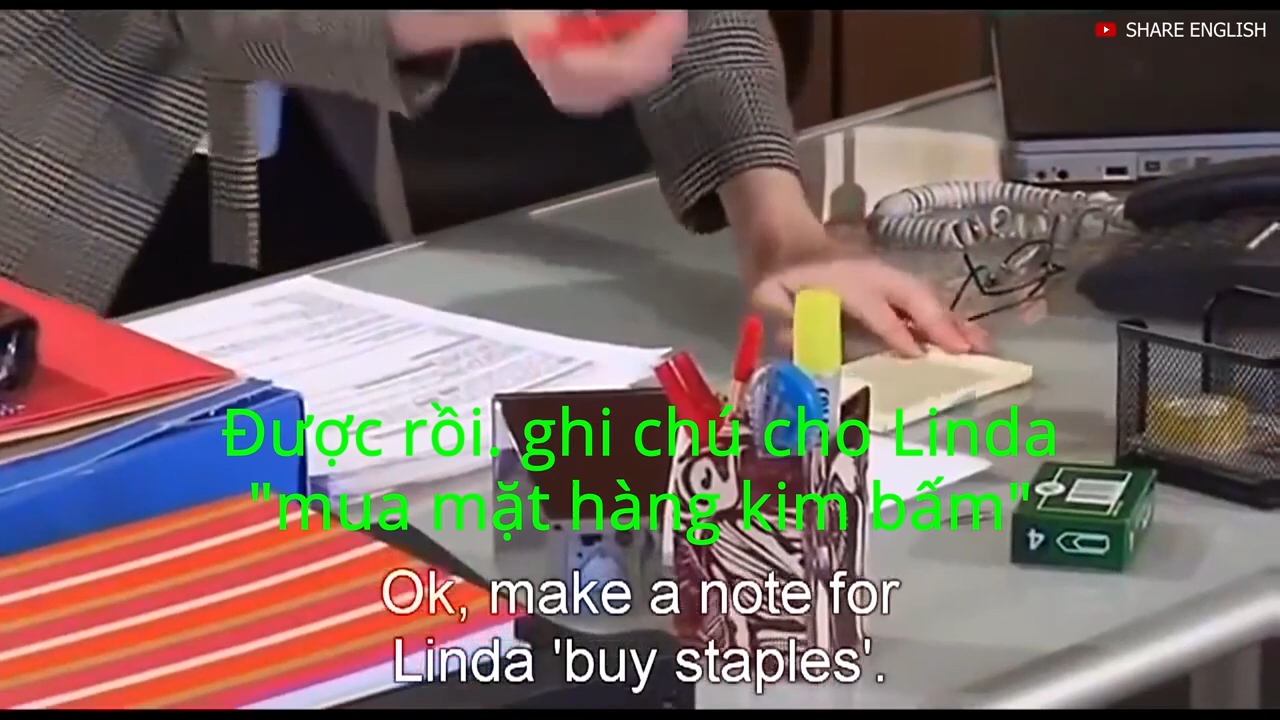 SHARE ENGLISH
Được rồi. ghi chú cho Linda
"mua mặt hàng kim bấm"
4
Ok, make a note for
Linda 'buy staples'.